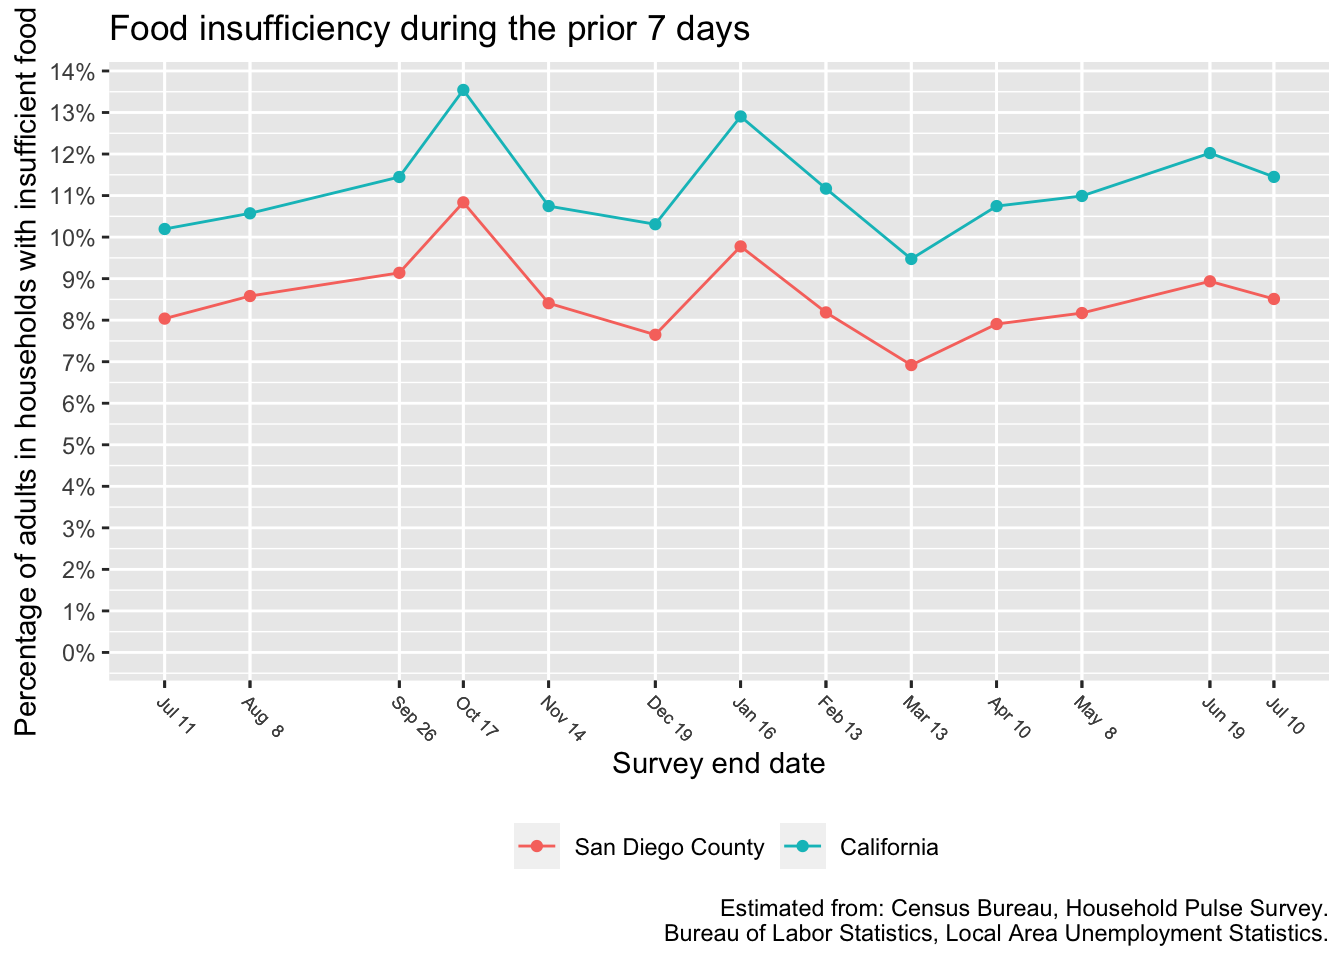 Food insufficiency during the prior 7 days
Percentage of adults in households with insufficient food
14%
13%
12%
11%
10%
9%
8%
7%
6%
5%
4%
3%
2%
1%
0%
Jul 11
Aug 8
Sep 26
Oct 17
Nov 14
Dec 19
Jan 16
Feb 13
Mar 13
Apr 10
May 8
Jun 19
Jul 10
Survey end date
San Diego County
California
Estimated from: Census Bureau, Household Pulse Survey.
Bureau of Labor Statistics, Local Area Unemployment Statistics.